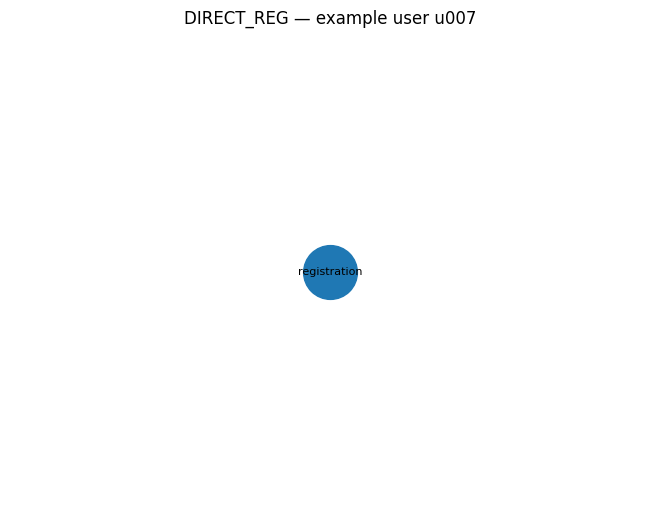 DIRECT_REG — example user u007
registration